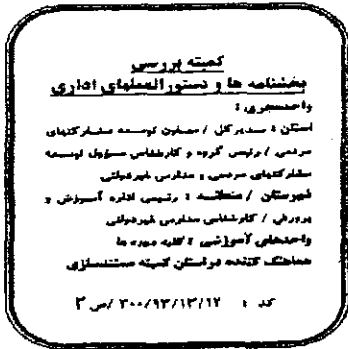 کمیته بررسی
بخشنامه ها و دستورالعملهای اداری
واحدمجری :
استان : مدیرکل / معاون توسعه مشارکتهای
مردمی / رئیس گروه و کارشناس مسؤول توسعه
مشارکتهای مردمی و مدارس غیردولتی
شهرستان / منطقه : رئیس اداره آموزش و
پرورش / کارشناس مدارس غیردولتی
واحدهای آموزشی : کلیه دوره ها
هماهنگ کننده در استان کمیته مستندسازی
کد : ۳۰۰/۹۳/۱۲/۱۲ /ص ۳